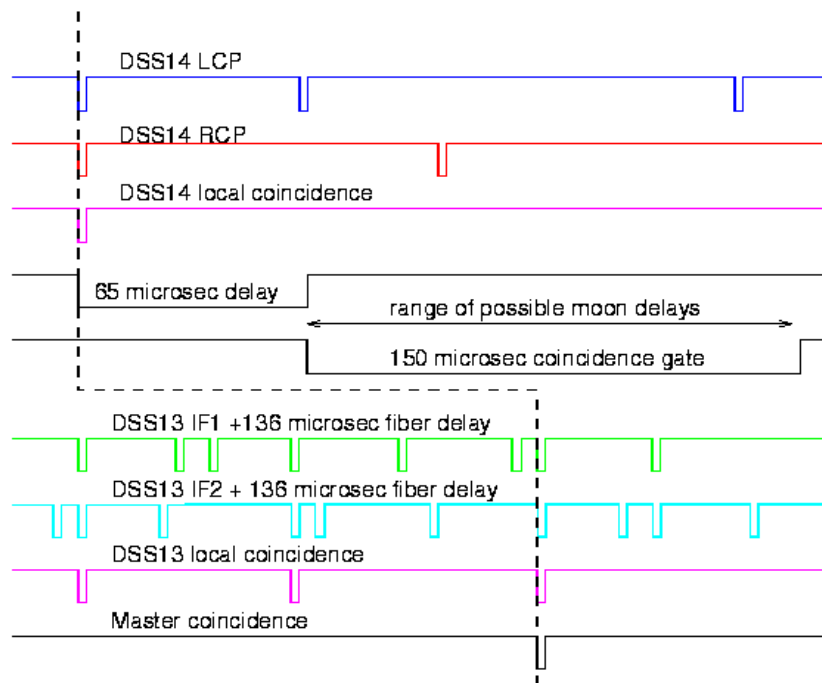 DSS14 LCP
DSS14 RCP
DSS14 local coincidence
65 microsec delay
range of possible moon delays
150 microsec coincidence gate
DSS13 IF1 +136 microsec fiber delay
DSS13 IF2 + 136 microsec fiber delay
DSS13 local coincidence
Master coincidence